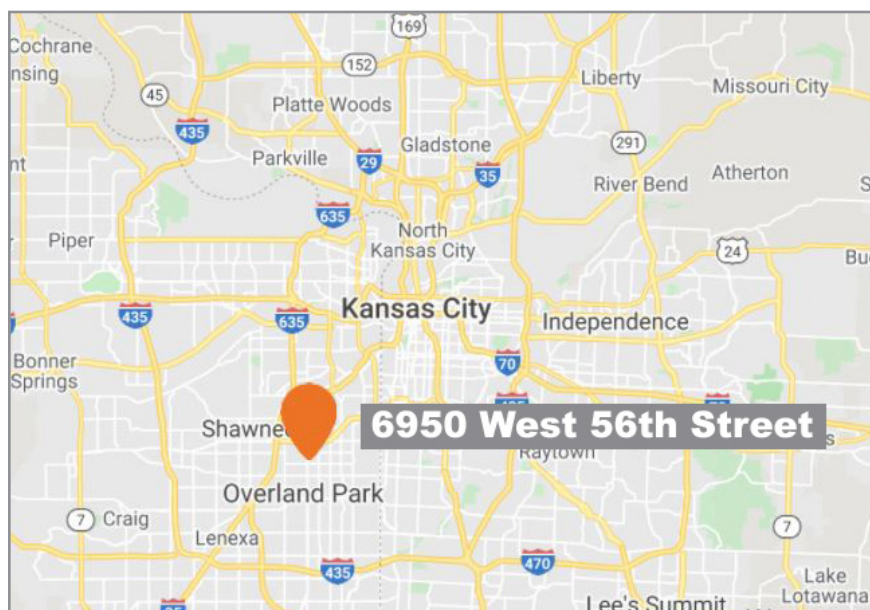 169
Cochrane
nsing
152
Liberty
Missouri City
45
Platte Woods
435
Gladstone
291
nt
Parkville
29
35
Atherton
River Bend
S
635
North
Kansas City
Piper
24
Bu
435
635
Kansas City
Independence
Bonner
Springs
70
6950 West 56th Street
Shawnee
s
Raytown
Overland Park
7
Craig
7
Lenexa
435
470
Lake
Lotawana
Lee's Summit